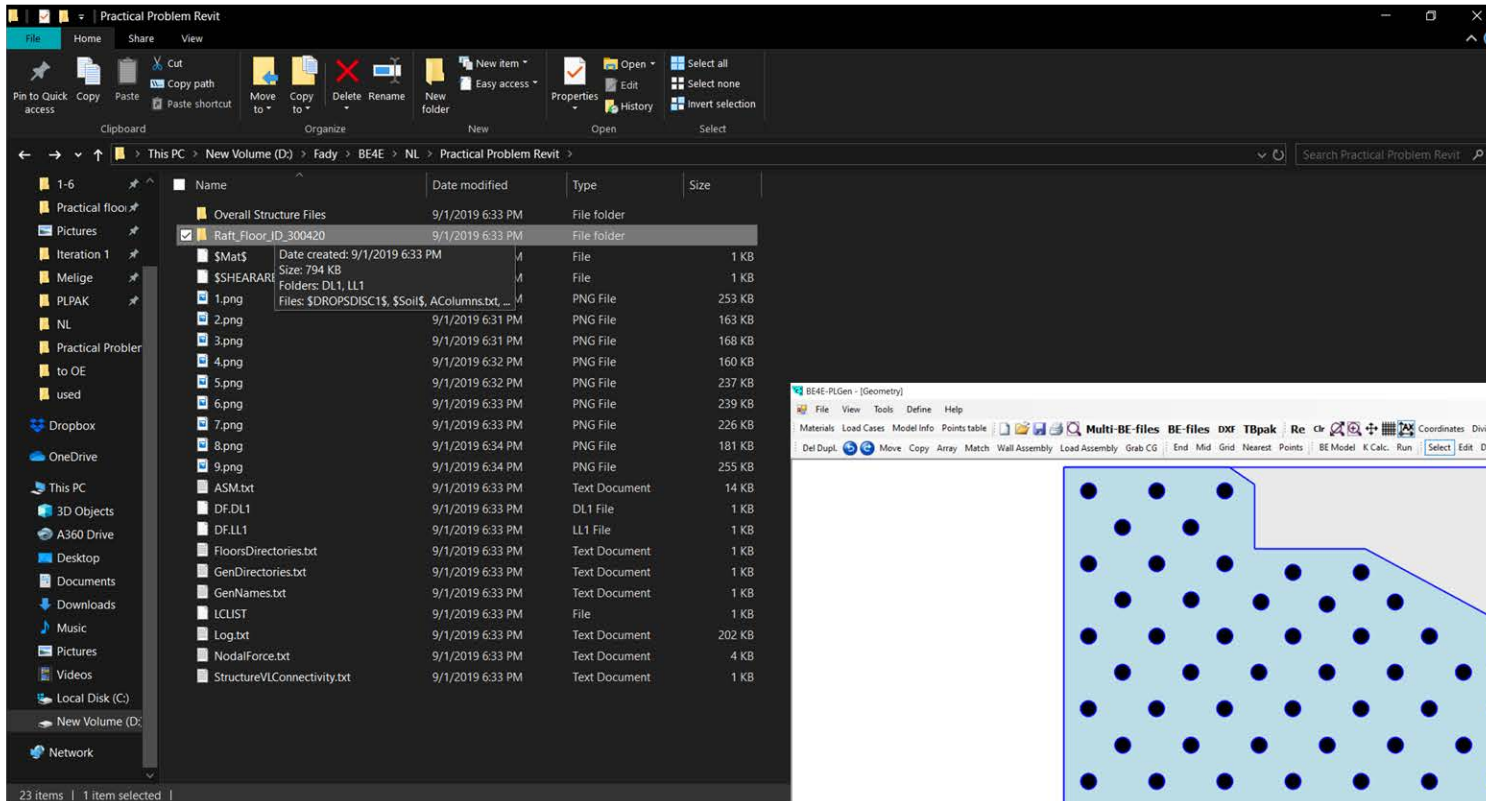 Practical Problem Revit
File Home Share View
Pin to Quick access
Copy
Paste
Cut
Copy path
Paste shortcut
Move to
Copy to
Delete
Rename
New folder
New item
Easy access
Properties
Open
Edit
History
Select all
Select none
Invert selection
Clipboard Organize New Open Select
This PC > New Volume (D:) > Fady > BE4E > NL > Practical Problem Revit >
Search Practical Problem Revit
1-6
Practical floor
Pictures
Iteration 1
Melige
PLPAK
NL
Practical Probler
to OE
used
Dropbox
OneDrive
This PC
3D Objects
A360 Drive
Desktop
Documents
Downloads
Music
Pictures
Videos
Local Disk (C:)
New Volume (D:
Network
Name Date modified Type Size
Overall Structure Files 9/1/2019 6:33 PM File folder
Raft_Floor_ID_300420 9/1/2019 6:33 PM File folder
$Mat$ M File 1 KB
$SHEARARE M File 1 KB
1.png M PNG File 253 KB
Date created: 9/1/2019 6:33 PM
Size: 794 KB
Folders: DL1, LL1
Files: $DROPSDISC1$, $Soil$, AColumns.txt, ...
2.png 9/1/2019 6:31 PM PNG File 163 KB
3.png 9/1/2019 6:31 PM PNG File 168 KB
4.png 9/1/2019 6:32 PM PNG File 160 KB
5.png 9/1/2019 6:32 PM PNG File 237 KB
6.png 9/1/2019 6:32 PM PNG File 239 KB
7.png 9/1/2019 6:33 PM PNG File 226 KB
8.png 9/1/2019 6:34 PM PNG File 181 KB
9.png 9/1/2019 6:34 PM PNG File 255 KB
ASM.txt 9/1/2019 6:33 PM Text Document 14 KB
DF.DL1 9/1/2019 6:33 PM DL1 File 1 KB
DF.LL1 9/1/2019 6:33 PM LL1 File 1 KB
FloorsDirectories.txt 9/1/2019 6:33 PM Text Document 1 KB
GenDirectories.txt 9/1/2019 6:33 PM Text Document 1 KB
GenNames.txt 9/1/2019 6:33 PM Text Document 1 KB
LCLIST 9/1/2019 6:33 PM File 1 KB
Log.txt 9/1/2019 6:33 PM Text Document 202 KB
NodalForce.txt 9/1/2019 6:33 PM Text Document 4 KB
StructureVLConnectivity.txt 9/1/2019 6:33 PM Text Document 1 KB
23 items | 1 item selected |
BE4E-PLGen - [Geometry]
File View Tools Define Help
Materials Load Cases Model Info Points table Multi-BE-files BE-files DXF TBpak Re Clr AX Coordinates Divi
Del Dupl. Move Copy Array Match Wall Assembly Load Assembly Grab CG End Mid Grid Nearest Points BE Model K Calc. Run Select Edit D